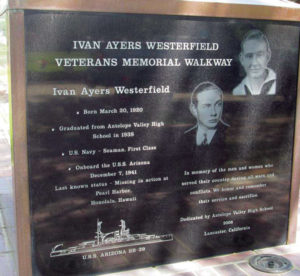 IVAN AYERS WESTERFIELD
VETERANS MEMORIAL WALKWAY
Ivan Ayers Westerfield
• Born March 20, 1920
• Graduated from Antelope Valley High
School in 1938
• U.S. Navy - Seaman, First Class
• Onboard the U.S.S. Arizona
December 7, 1941
Last known status - Missing in action at
Pearl Harbor,
Honolulu, Hawaii
In memory of the men and women who
served their country during all wars and
conflicts. We honor and remember
their service and sacrifice.
Dedicated by Antelope Valley High School
2008
Lancaster, California
U.S.S. ARIZONA BB-39